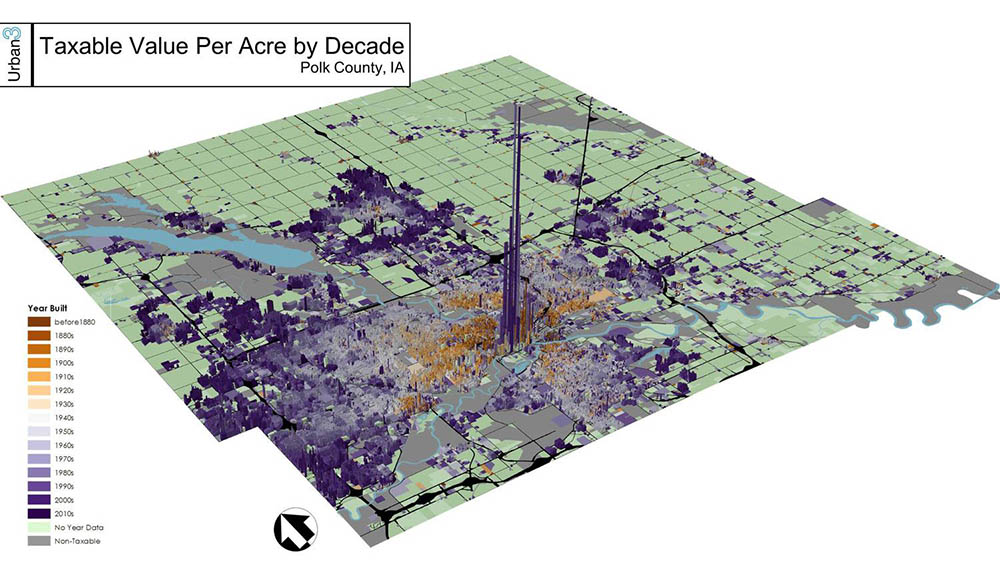 Urban3
Taxable Value Per Acre by Decade
Polk County, IA
Year Built
before1880
1880s
1890s
1900s
1910s
1920s
1930s
1940s
1950s
1960s
1970s
1980s
1990s
2000s
2010s
No Year Data
Non-Taxable